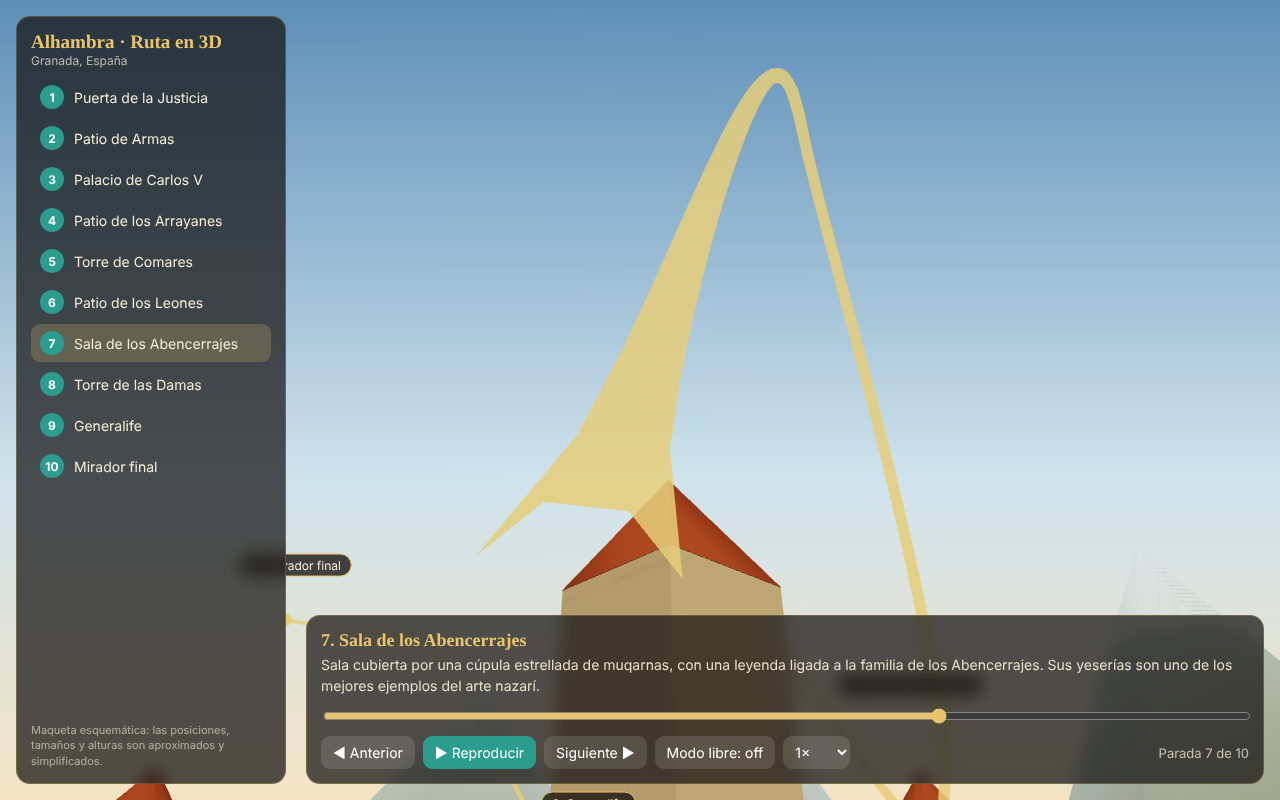 Alhambra · Ruta en 3D
Granada, España
1 Puerta de la Justicia
2 Patio de Armas
3 Palacio de Carlos V
4 Patio de los Arrayanes
5 Torre de Comares
6 Patio de los Leones
7 Sala de los Abencerrajes
8 Torre de las Damas
9 Generalife
10 Mirador final
Maqueta esquemática: las posiciones,
tamaños y alturas son aproximados y
simplificados.
final
7. Sala de los Abencerrajes
Sala cubierta por una cúpula estrellada de muqarnas, con una leyenda ligada a la familia de los Abencerrajes. Sus yeserías son uno de los
mejores ejemplos del arte nazarí.
◀ Anterior
▶ Reproducir
Siguiente ▶
Modo libre: off
1×
Parada 7 de 10